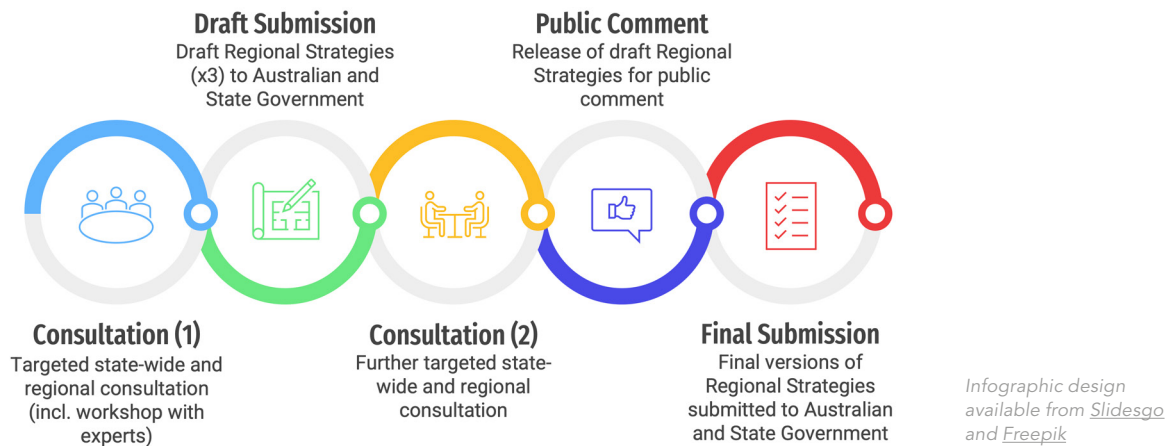 Draft Submission
Draft Regional Strategies
(x3) to Australian and
State Government
Public Comment
Release of draft Regional
Strategies for public
comment
Consultation (1)
Targeted state-wide and
regional consultation
(incl. workshop with
experts)
Consultation (2)
Further targeted state-
wide and regional
consultation
Final Submission
Final versions of
Regional Strategies
submitted to Australian
and State Government
Infographic design
available from Slidesgo
and Freepik